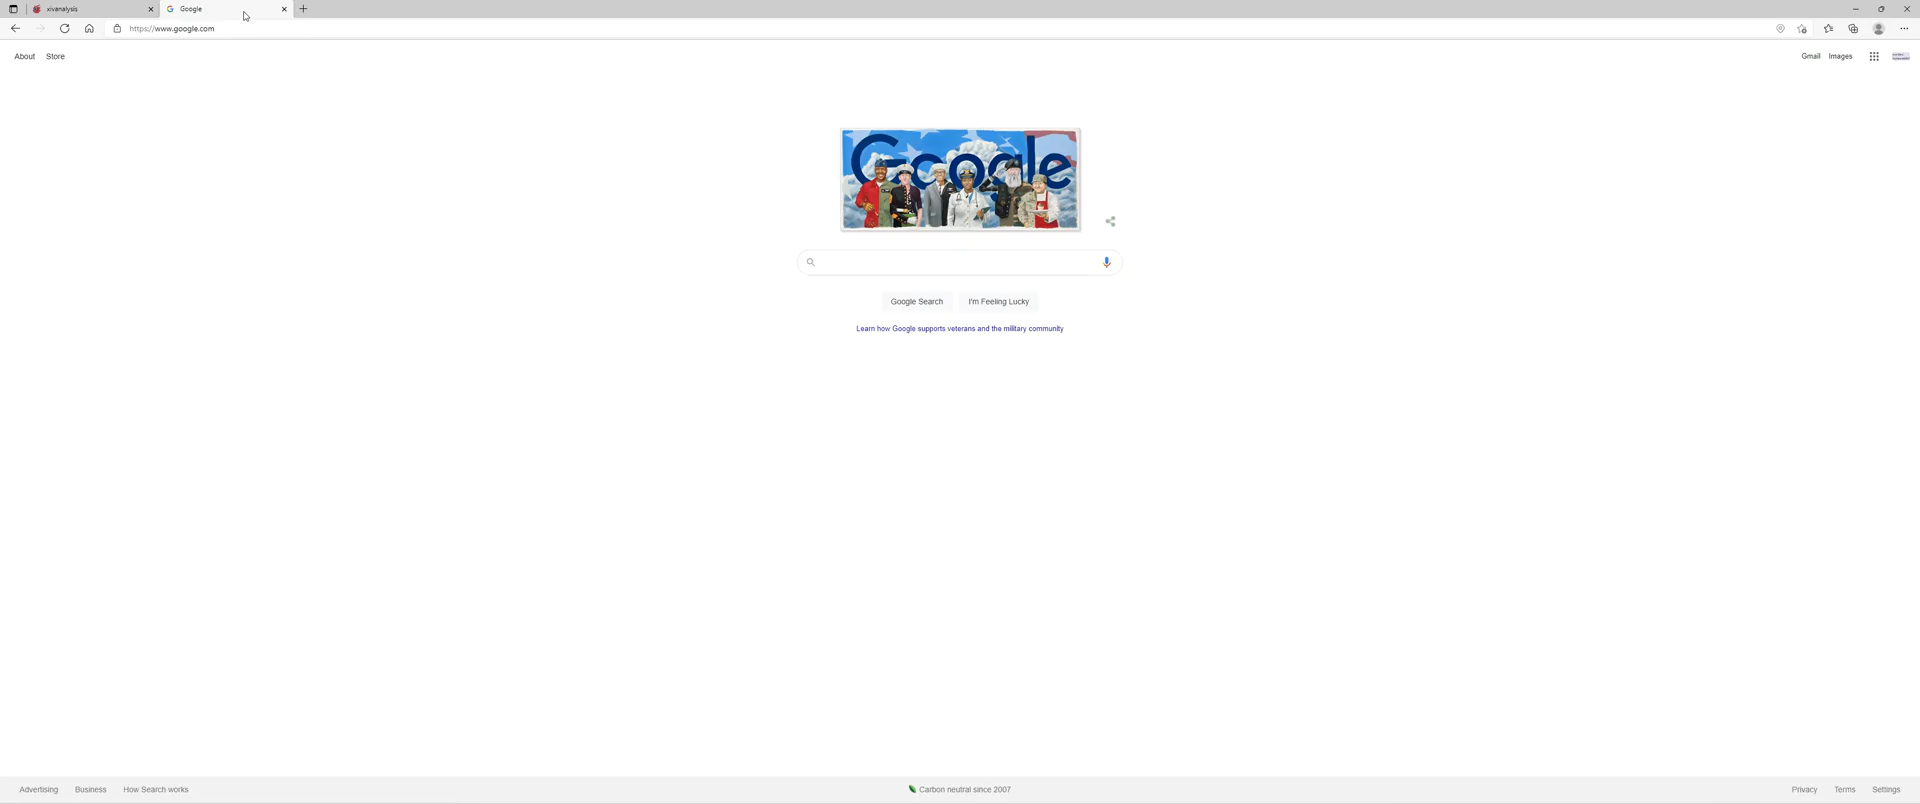 xivanalysis
Google
https://www.google.com
About Store
Gmail Images
Google
Google Search I'm Feeling Lucky
Learn how Google supports veterans and the military community
Advertising Business How Search works
Carbon neutral since 2007
Privacy Terms Settings